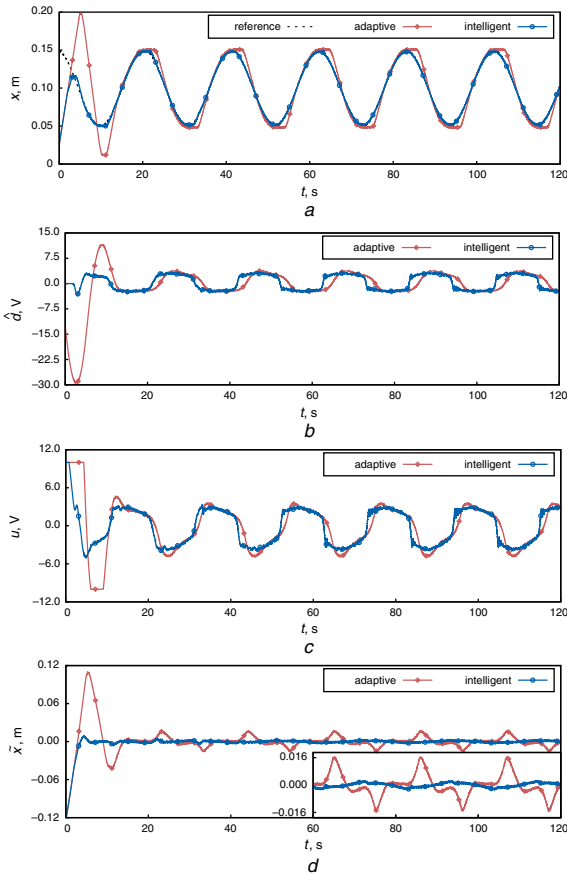 reference adaptive intelligent
0.20
0.15
0.10
0.05
0
x, m
0 20 40 60 80 100 120
t, s
a
adaptive intelligent
15.0
7.5
0.0
−7.5
−15.0
−22.5
−30.0
d̂, V
0 20 40 60 80 100 120
t, s
b
adaptive intelligent
12.0
6.0
0.0
−6.0
−12.0
u, V
0 20 40 60 80 100 120
t, s
c
adaptive intelligent
0.12
0.06
0.00
−0.06
−0.12
x̃, m
0.016
0.000
−0.016
0 20 40 60 80 100 120
t, s
d